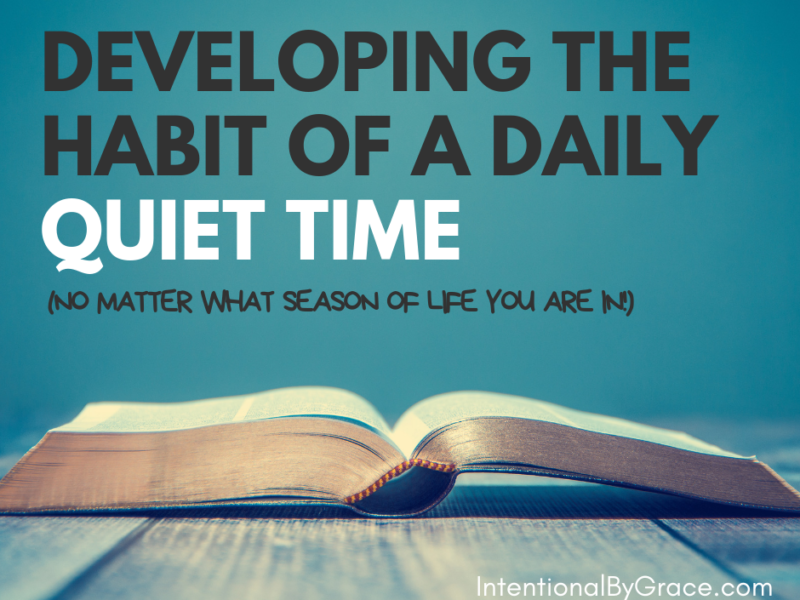 DEVELOPING THE
HABIT OF A DAILY
QUIET TIME
(NO MATTER WHAT SEASON OF LIFE YOU ARE IN!)
IntentionalByGrace.com